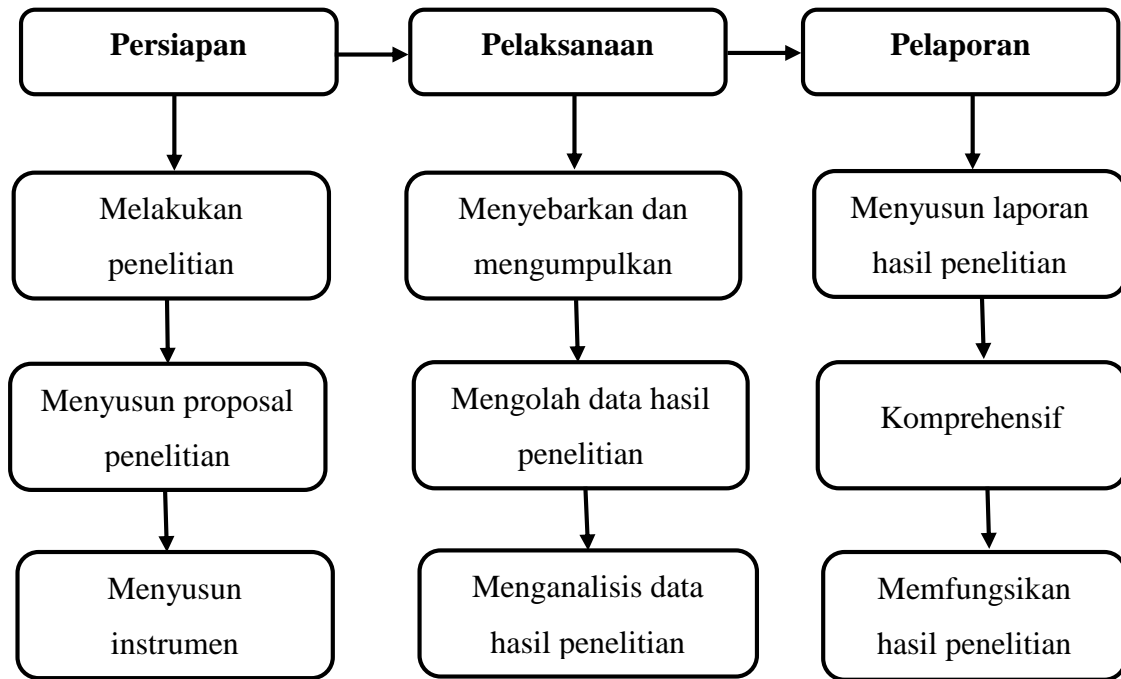 Persiapan
Pelaksanaan
Pelaporan
Melakukan
penelitian
Menyebarkan dan
mengumpulkan
Menyusun laporan
hasil penelitian
Menyusun proposal
penelitian
Mengolah data hasil
penelitian
Komprehensif
Menyusun
instrumen
Menganalisis data
hasil penelitian
Memfungsikan
hasil penelitian